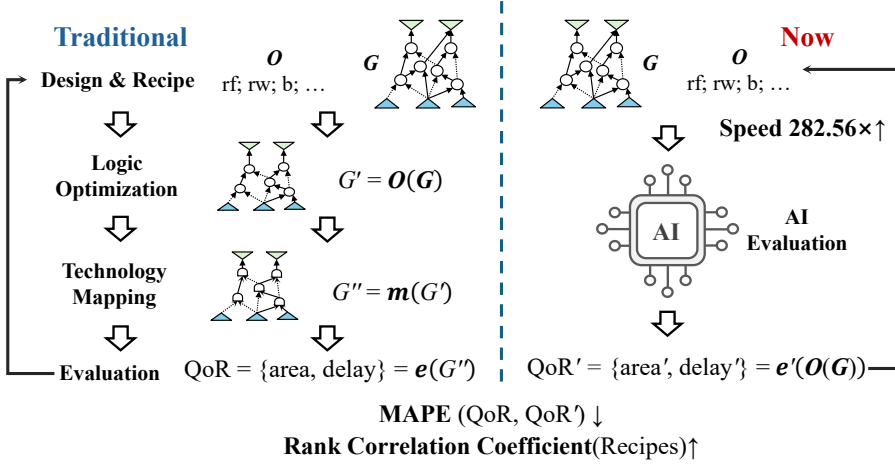 Traditional
Design & Recipe
O
rf; rw; b; …
G
Logic
Optimization
G′ = O(G)
Technology
Mapping
G″ = m(G′)
Evaluation
QoR = {area, delay} = e(G″)
Now
G
O
rf; rw; b; …
Speed 282.56×↑
AI
AI
Evaluation
QoR′ = {area′, delay′} = e′(O(G))
MAPE (QoR, QoR′) ↓
Rank Correlation Coefficient(Recipes)↑